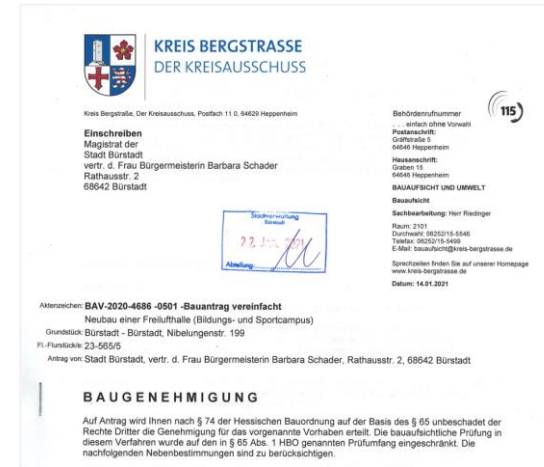 KREIS BERGSTRASSE
DER KREISAUSSCHUSS
Kreis Bergstraße, Der Kreisausschuss, Postfach 11 0, 64629 Heppenheim
Einschreiben
Magistrat der
Stadt Bürstadt
vertr. d. Frau Bürgermeisterin Barbara Schader
Rathausstr. 2
68642 Bürstadt
Behördenrufnummer
115
. . . einfach ohne Vorwahl
Postanschrift:
Gräffstraße 5
64646 Heppenheim
Hausanschrift:
Graben 15
64646 Heppenheim
BAUAUFSICHT UND UMWELT
Bauaufsicht
Sachbearbeitung: Herr Riedinger
Raum: 2101
Durchwahl: 06252/15-5546
Telefax: 06252/15-5499
E-Mail: bauaufsicht@kreis-bergstrasse.de
Sprechzeiten finden Sie auf unserer Homepage
www.kreis-bergstrasse.de
Datum: 14.01.2021
Stadtverwaltung
Bürstadt
22. 2021
Abteilung:
Aktenzeichen: BAV-2020-4686 -0501 -Bauantrag vereinfacht
Neubau einer Freilufthalle (Bildungs- und Sportcampus)
Grundstück: Bürstadt - Bürstadt, Nibelungenstr. 199
Fl.-Flurstück/e: 23-565/5
Antrag von: Stadt Bürstadt, vertr. d. Frau Bürgermeisterin Barbara Schader, Rathausstr. 2, 68642 Bürstadt
BAUGENEHMIGUNG
Auf Antrag wird Ihnen nach § 74 der Hessischen Bauordnung auf der Basis des § 65 unbeschadet der
Rechte Dritter die Genehmigung für das vorgenannte Vorhaben erteilt. Die bauaufsichtliche Prüfung in
diesem Verfahren wurde auf den in § 65 Abs. 1 HBO genannten Prüfumfang eingeschränkt. Die
nachfolgenden Nebenbestimmungen sind zu berücksichtigen.